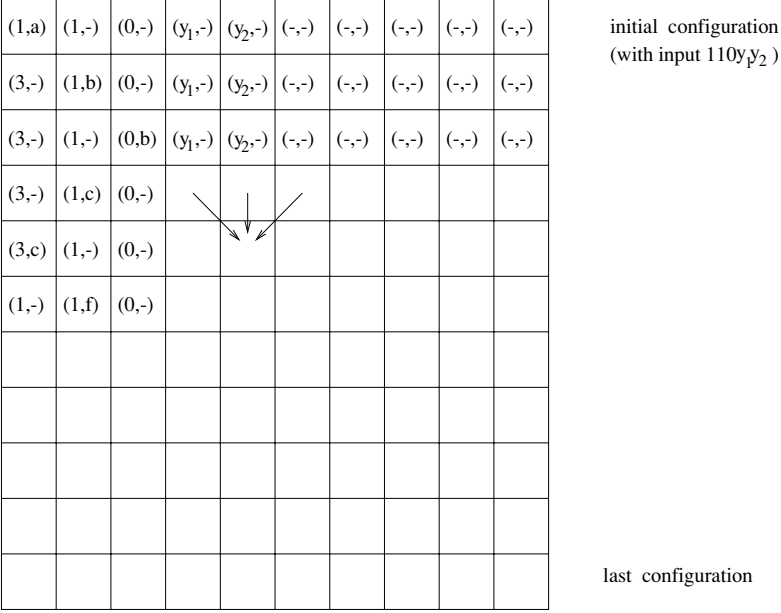 (1,a) (1,-) (0,-) (y₁,-) (y₂,-) (-,-) (-,-) (-,-) (-,-) (-,-)
initial configuration
(with input 110y₁y₂ )
(3,-) (1,b) (0,-) (y₁,-) (y₂,-) (-,-) (-,-) (-,-) (-,-) (-,-)
(3,-) (1,-) (0,b) (y₁,-) (y₂,-) (-,-) (-,-) (-,-) (-,-) (-,-)
(3,-) (1,c) (0,-)
(3,c) (1,-) (0,-)
(1,-) (1,f) (0,-)
last configuration